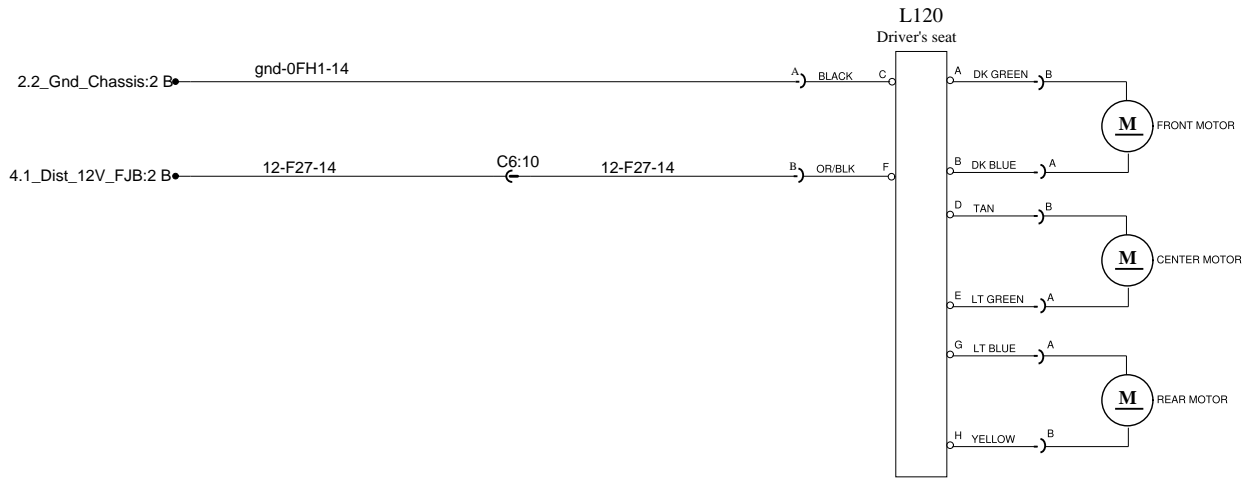 L120
Driver's seat
gnd-0FH1-14
2.2_Gnd_Chassis:2 B
A
BLACK
C
A
DK GREEN
B
M
FRONT MOTOR
4.1_Dist_12V_FJB:2 B
12-F27-14
C6:10
12-F27-14
B
OR/BLK
F
B
DK BLUE
A
D
TAN
B
M
CENTER MOTOR
E
LT GREEN
A
G
LT BLUE
A
M
REAR MOTOR
H
YELLOW
B